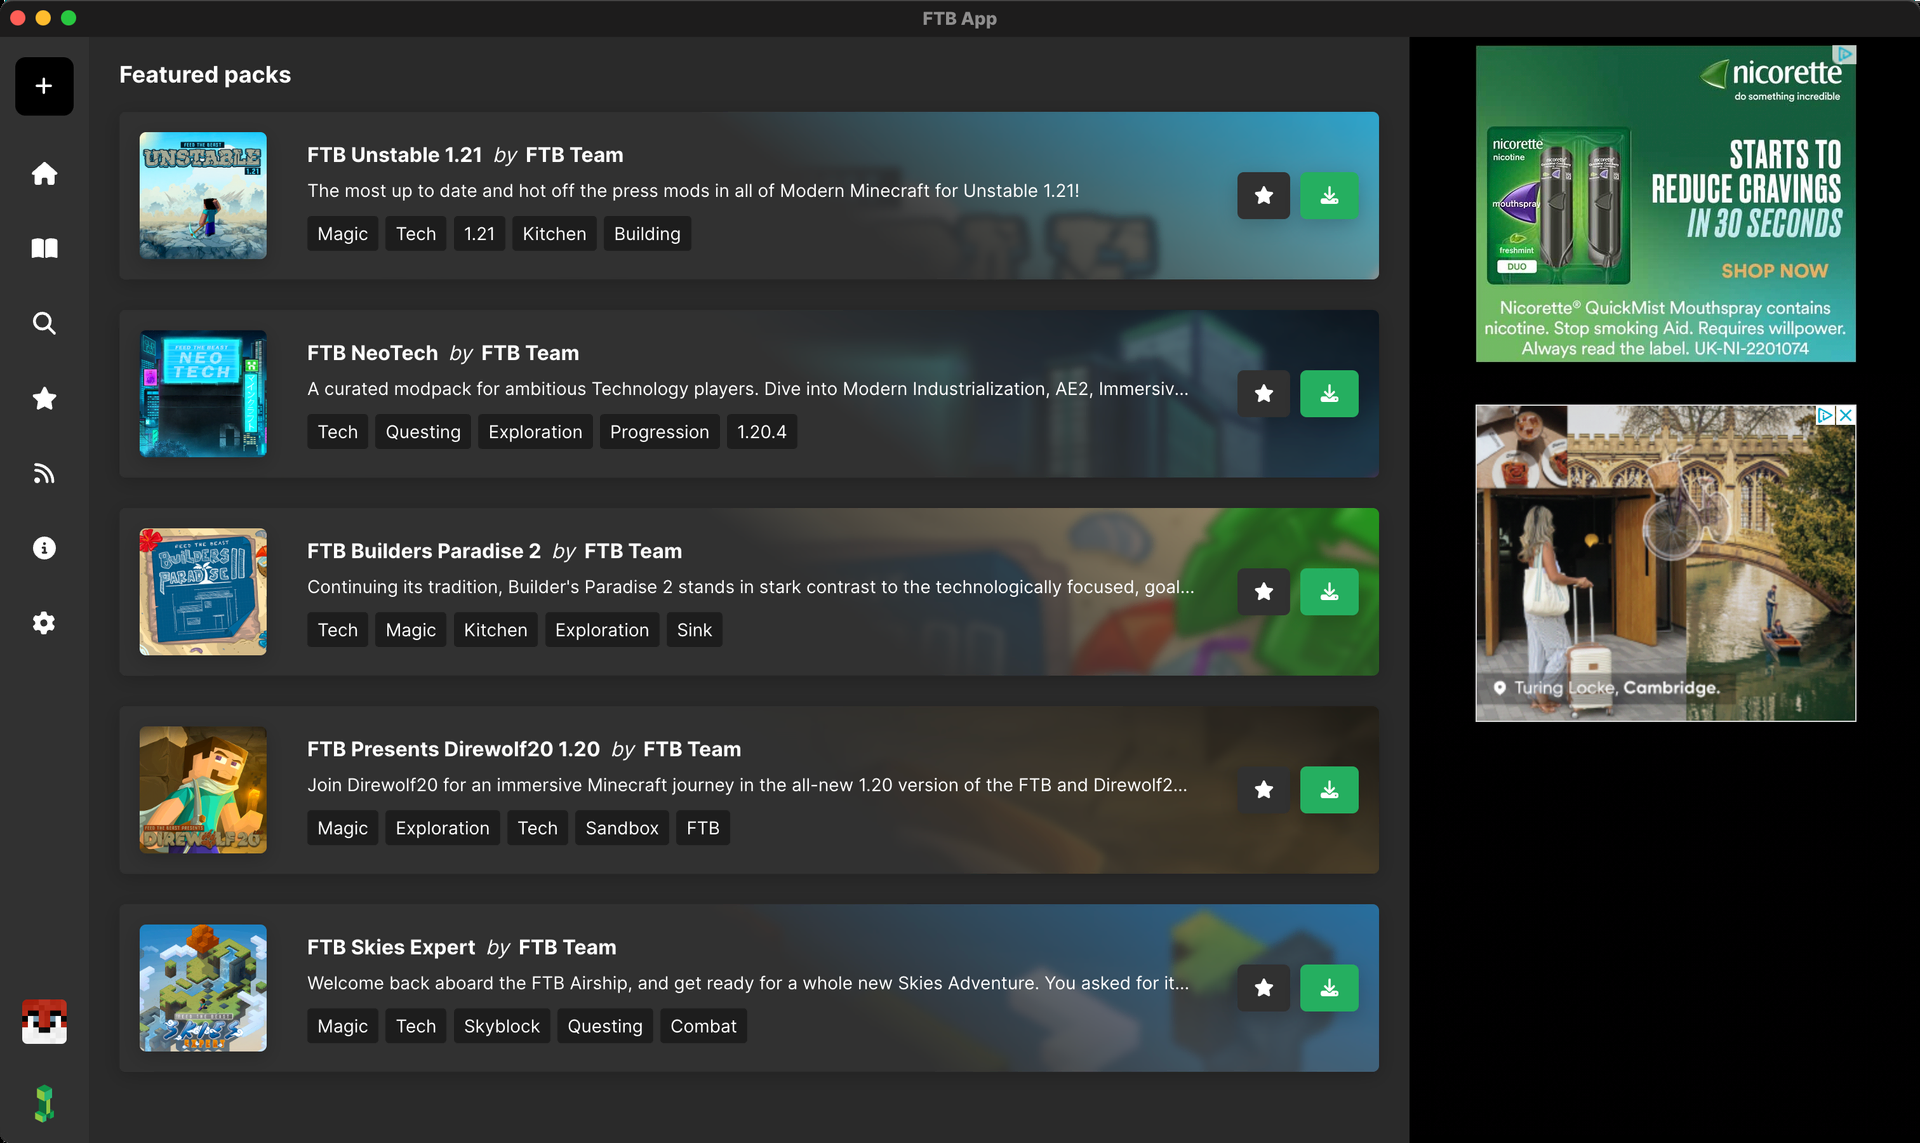 FTB App
Featured packs
FEED THE BEAST
UNSTABLE
1.21
FTB Unstable 1.21 by FTB Team
The most up to date and hot off the press mods in all of Modern Minecraft for Unstable 1.21!
Magic Tech 1.21 Kitchen Building
FEED THE BEAST
NEO
TECH
FTB NeoTech by FTB Team
A curated modpack for ambitious Technology players. Dive into Modern Industrialization, AE2, Immersiv...
Tech Questing Exploration Progression 1.20.4
FEED THE BEAST
BUILDERS
PARADISE II
FTB Builders Paradise 2 by FTB Team
Continuing its tradition, Builder's Paradise 2 stands in stark contrast to the technologically focused, goal...
Tech Magic Kitchen Exploration Sink
FEED THE BEAST PRESENTS
DIREWOLF20
FTB Presents Direwolf20 1.20 by FTB Team
Join Direwolf20 for an immersive Minecraft journey in the all-new 1.20 version of the FTB and Direwolf2...
Magic Exploration Tech Sandbox FTB
FEED THE BEAST
SKIES
EXPERT
FTB Skies Expert by FTB Team
Welcome back aboard the FTB Airship, and get ready for a whole new Skies Adventure. You asked for it...
Magic Tech Skyblock Questing Combat
nicorette
do something incredible
nicorette
nicotine
mouthspray
freshmint
DUO
STARTS TO
REDUCE CRAVINGS
IN 30 SECONDS
SHOP NOW
Nicorette® QuickMist Mouthspray contains
nicotine. Stop smoking Aid. Requires willpower.
Always read the label. UK-NI-2201074
Turing Locke, Cambridge.